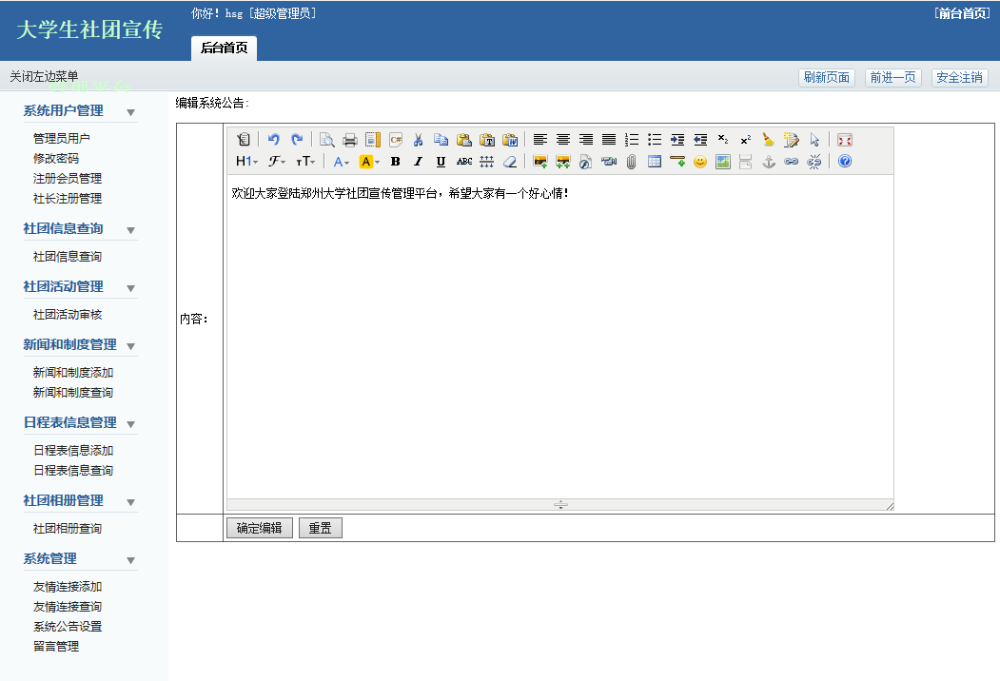 大学生社团宣传
管理平台
你好！hsg [超级管理员]
[前台首页]
后台首页
关闭左边菜单
刷新页面
前进一页
安全注销
系统用户管理
管理员用户
修改密码
注册会员管理
社长注册管理
社团信息查询
社团信息查询
社团活动管理
社团活动审核
新闻和制度管理
新闻和制度添加
新闻和制度查询
日程表信息管理
日程表信息添加
日程表信息查询
社团相册管理
社团相册查询
系统管理
友情连接添加
友情连接查询
系统公告设置
留言管理
编辑系统公告：
H1
欢迎大家登陆郑州大学社团宣传管理平台，希望大家有一个好心情！
内容：
确定编辑
重置